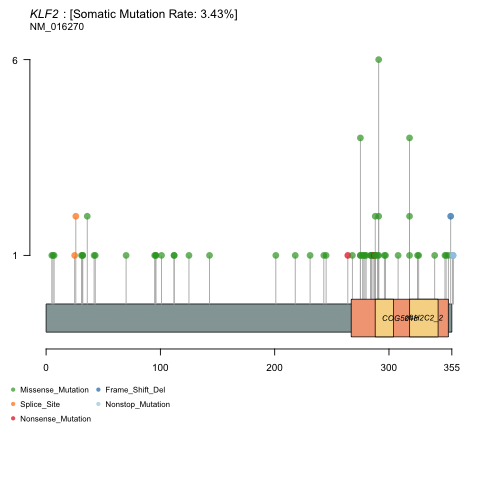 KLF2 : [Somatic Mutation Rate: 3.43%]
NM_016270
6
1
0 100 200 300 355
Missense_Mutation Frame_Shift_Del
Splice_Site Nonstop_Mutation
Nonsense_Mutation